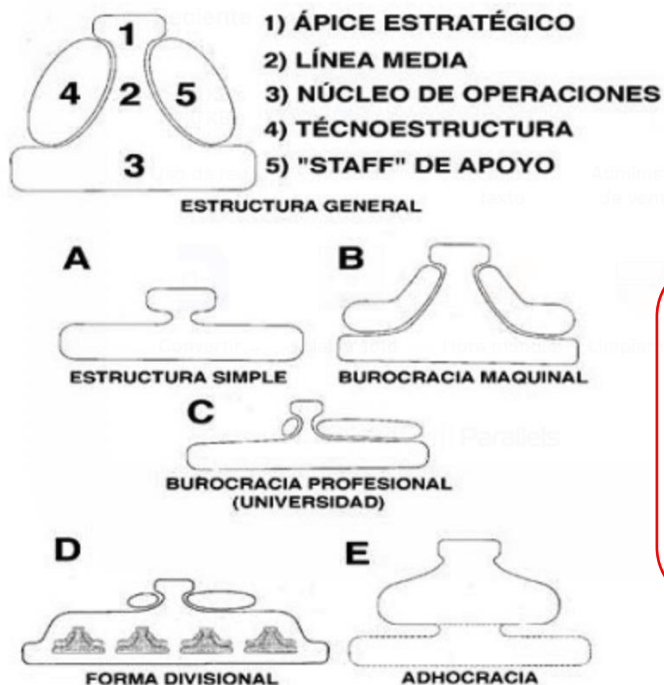 1) ÁPICE ESTRATÉGICO
2) LÍNEA MEDIA
3) NÚCLEO DE OPERACIONES
4) TÉCNOESTRUCTURA
5) "STAFF" DE APOYO
1
4 2 5
3
ESTRUCTURA GENERAL
A
ESTRUCTURA SIMPLE
B
BUROCRACIA MAQUINAL
C
Parallels
BUROCRACIA PROFESIONAL
(UNIVERSIDAD)
D
FORMA DIVISIONAL
E
ADHOCRACIA